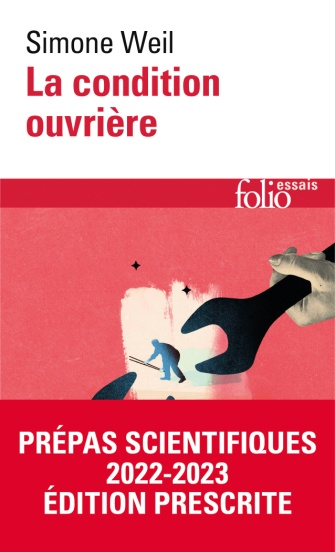 Simone Weil
La condition
ouvrière
essais
folio
PRÉPAS SCIENTIFIQUES
2022-2023
ÉDITION PRESCRITE